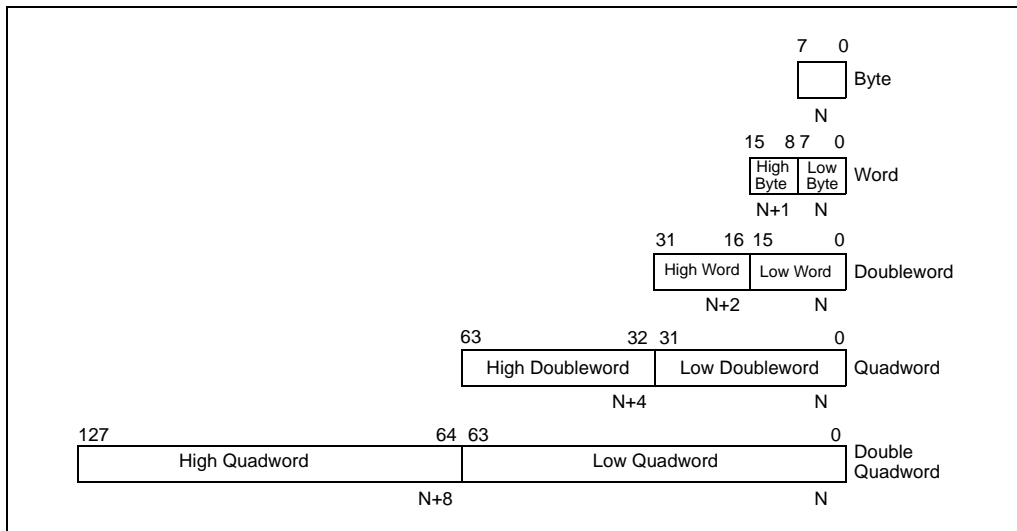 7 0
Byte
N
15 8 7 0
High Byte
Low Byte
Word
N+1 N
31 16 15 0
High Word Low Word Doubleword
N+2 N
63 32 31 0
High Doubleword Low Doubleword Quadword
N+4 N
127 64 63 0
High Quadword Low Quadword Double Quadword
N+8 N